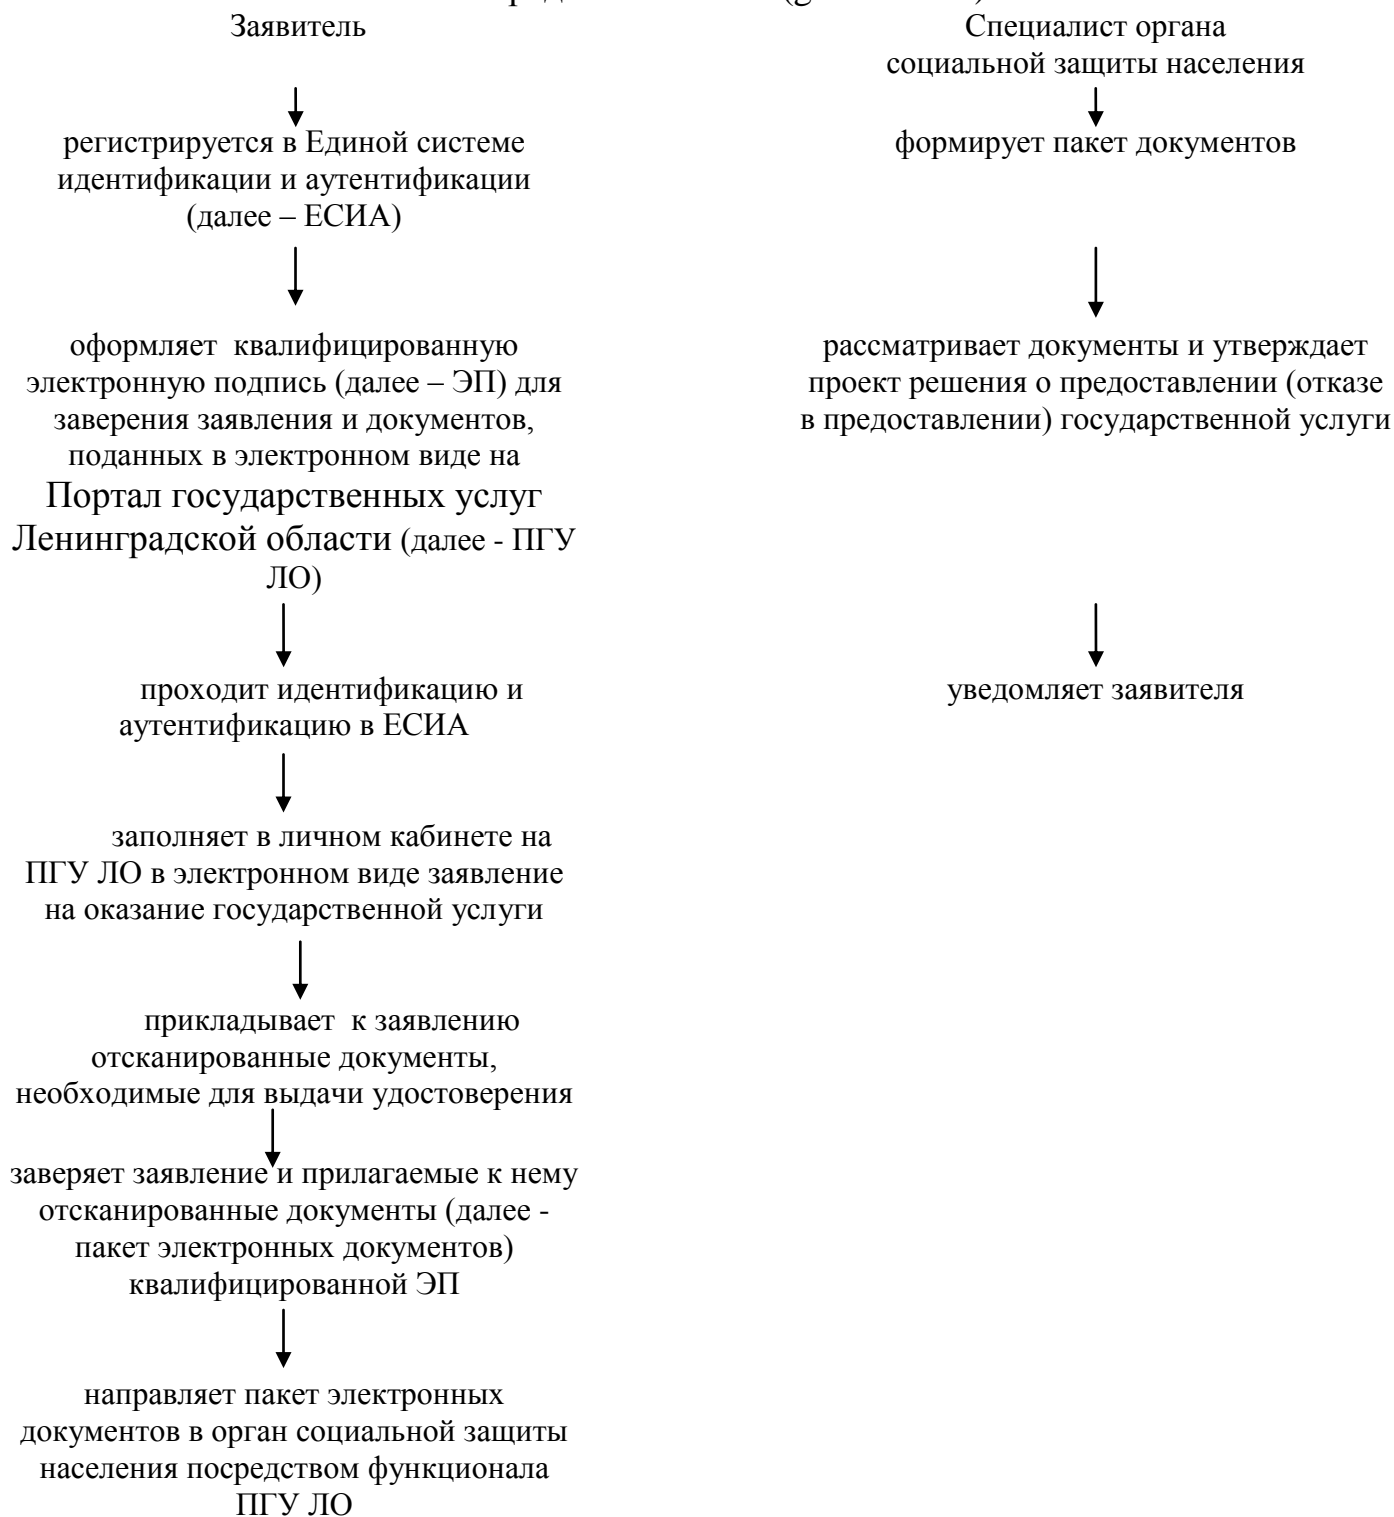 Заявитель
регистрируется в Единой системе
идентификации и аутентификации
(далее – ЕСИА)
оформляет квалифицированную
электронную подпись (далее – ЭП) для
заверения заявления и документов,
поданных в электронном виде на
Портал государственных услуг
Ленинградской области (далее - ПГУ
ЛО)
проходит идентификацию и
аутентификацию в ЕСИА
заполняет в личном кабинете на
ПГУ ЛО в электронном виде заявление
на оказание государственной услуги
прикладывает к заявлению
отсканированные документы,
необходимые для выдачи удостоверения
заверяет заявление и прилагаемые к нему
отсканированные документы (далее -
пакет электронных документов)
квалифицированной ЭП
направляет пакет электронных
документов в орган социальной защиты
населения посредством функционала
ПГУ ЛО
Специалист органа
социальной защиты населения
формирует пакет документов
рассматривает документы и утверждает
проект решения о предоставлении (отказе
в предоставлении) государственной услуги
уведомляет заявителя